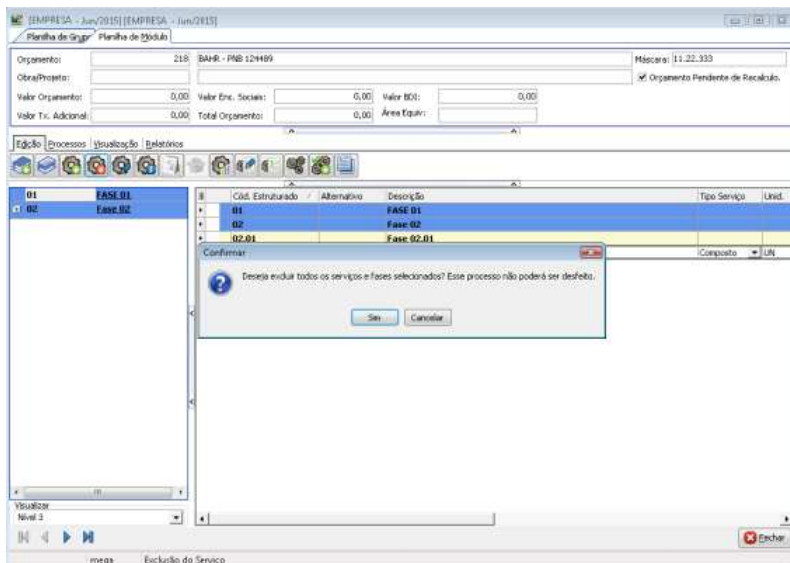 [EMPRESA - Jun/2015] [EMPRESA - Jun/2015]
Planilha de Grupo Planilha de Módulo
Orçamento: 218 BAHR - PNB 124489 Máscara: 11.22.333
Obra/Projeto: Orçamento Pendente de Recalculo.
Valor Orçamento: 0,00 Valor Enc. Sociais: 0,00 Valor BDI: 0,00
Valor Tx. Adicional: 0,00 Total Orçamento: 0,00 Área Equiv:
Edição Processos Visualização Relatórios
01 FASE 01
02 Fase 02
Cód. Estruturado Alternativo Descrição Tipo Serviço Unid.
01 FASE 01
02 Fase 02
02.01 Fase 02.01
Composto UN
Confirmar
Deseja excluir todos os serviços e fases selecionados? Esse processo não poderá ser desfeito.
Sim Cancelar
Visualizar
Nível 3
Fechar
mega Exclusão do Serviço